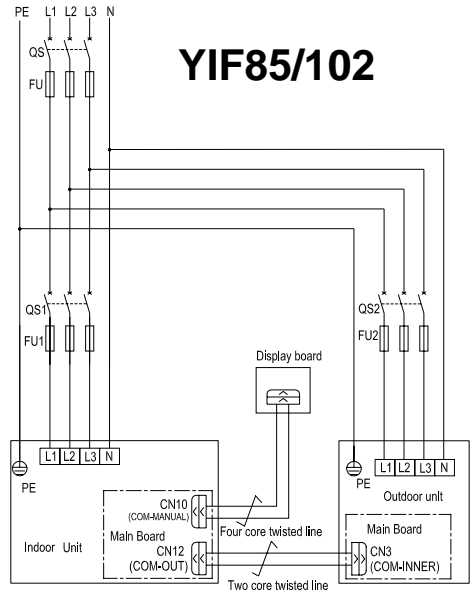 PE L1 L2 L3 N
QS
YIF85/102
FU
QS1
QS2
FU1
FU2
Display board
L1 L2 L3 N
L1 L2 L3 N
PE
PE
Outdoor unit
CN10
(COM-MANUAL)
Four core twisted line
Main Board
Main Board
Indoor Unit
CN12
(COM-OUT)
CN3
(COM-INNER)
Two core twisted line